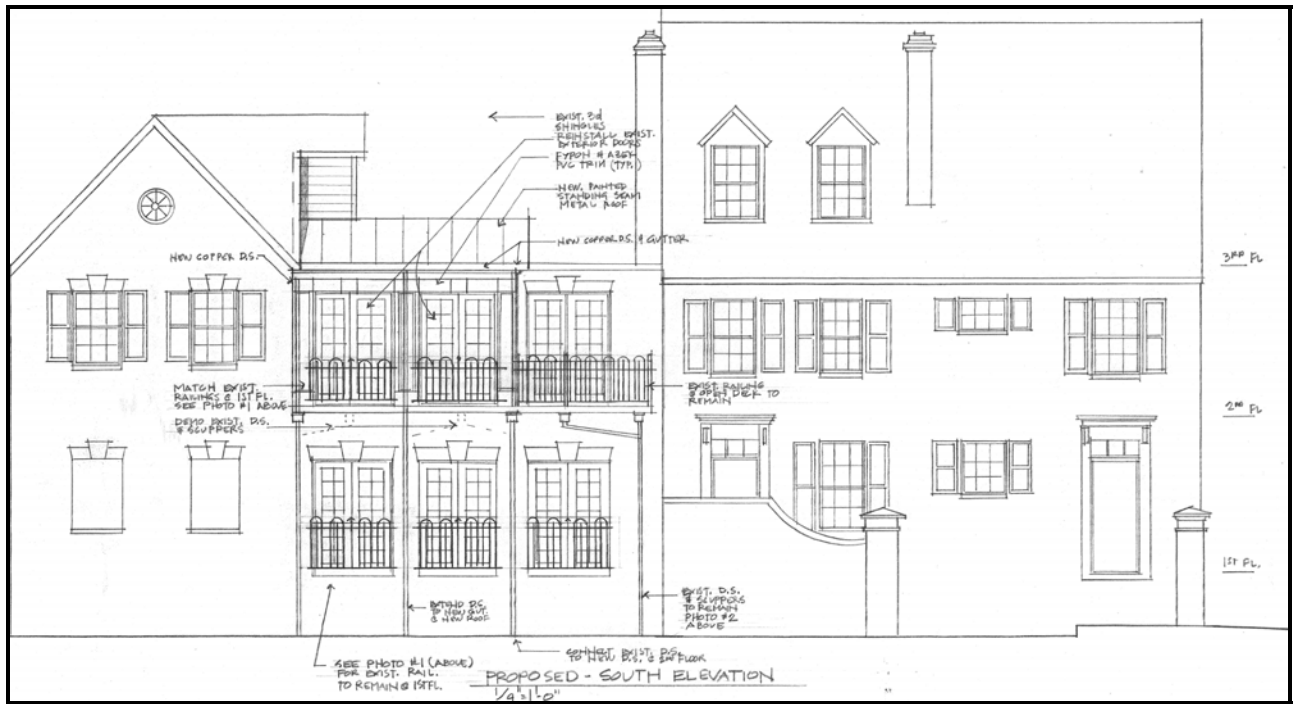 EXIST. 3d
SHINGLES
REINSTALL EXIST.
EXTERIOR DOORS
FYPON & AZEK
PVC TRIM (TYP.)
NEW PAINTED
STANDING SEAM
METAL ROOF
NEW COPPER D.S. & GUTTER
NEW COPPER D.S.
3RD FL
MATCH EXIST.
RAILINGS @ 1ST FL.
SEE PHOTO #1 ABOVE
EXIST. RAILING
& OPEN DECK TO
REMAIN
2ND FL
DEMO EXIST. D.S.
& SCUPPERS
1ST FL.
EXTEND D.S.
TO NEW GUT.
@ NEW ROOF
EXIST. D.S.
& SCUPPERS
TO REMAIN
PHOTO #2
ABOVE
CONNECT EXIST. D.S.
TO NEW D.S. @ 2ND FLOOR
SEE PHOTO #1 (ABOVE)
FOR EXIST. RAIL.
TO REMAIN @ 1ST FL.
PROPOSED - SOUTH ELEVATION
1/4"=1'-0"